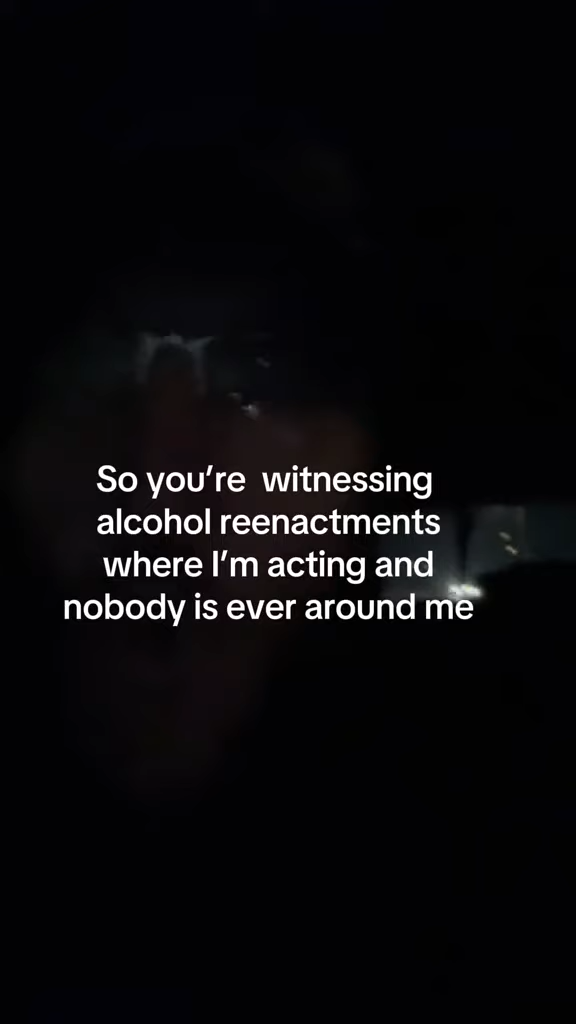 So you’re  witnessing
alcohol reenactments
where I’m acting and
nobody is ever around me